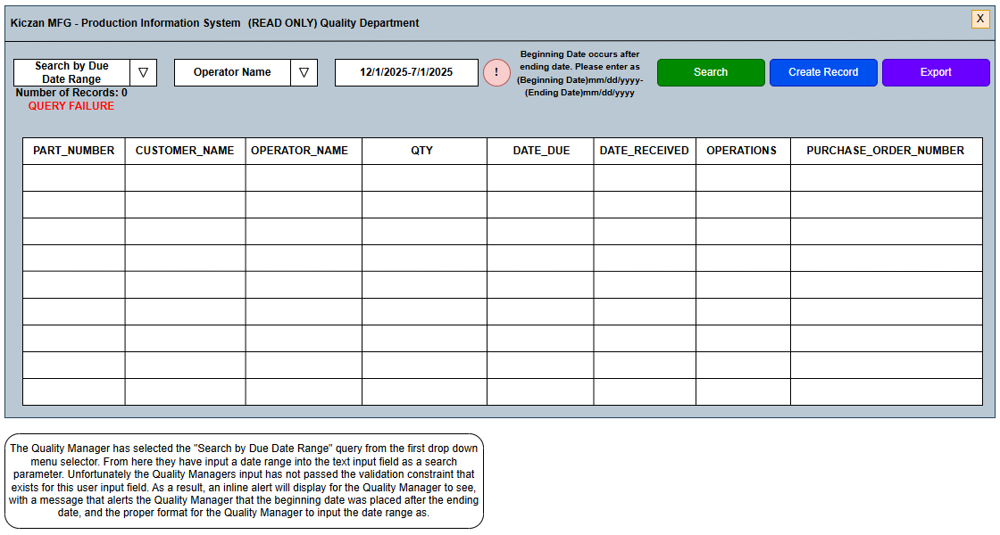 Kiczan MFG - Production Information System (READ ONLY) Quality Department
X
Search by Due
Date Range
▽
Operator Name
▽
12/1/2025-7/1/2025
!
Beginning Date occurs after
ending date. Please enter as
(Beginning Date)mm/dd/yyyy-
(Ending Date)mm/dd/yyyy
Search
Create Record
Export
Number of Records: 0
QUERY FAILURE
PART_NUMBER CUSTOMER_NAME OPERATOR_NAME QTY DATE_DUE DATE_RECEIVED OPERATIONS PURCHASE_ORDER_NUMBER
The Quality Manager has selected the "Search by Due Date Range" query from the first drop down
menu selector. From here they have input a date range into the text input field as a search
parameter. Unfortunately the Quality Managers input has not passed the validation constraint that
exists for this user input field. As a result, an inline alert will display for the Quality Manager to see,
with a message that alerts the Quality Manager that the beginning date was placed after the ending
date, and the proper format for the Quality Manager to input the date range as.